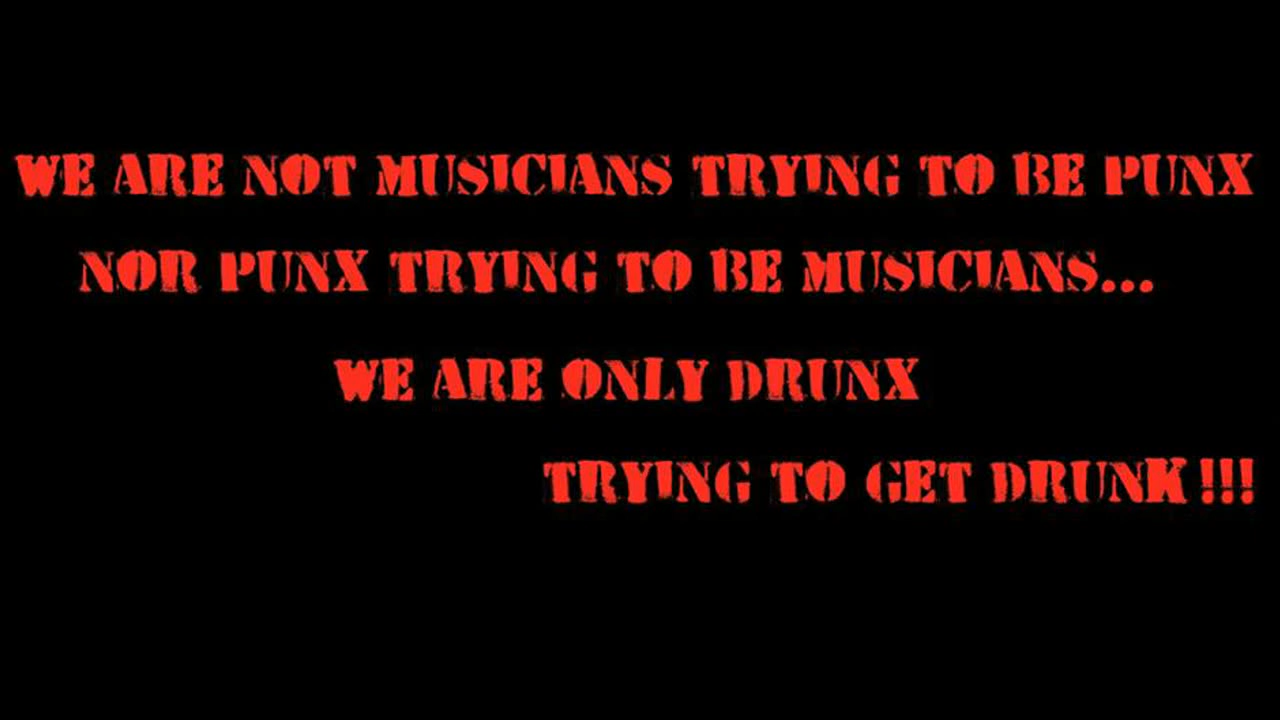 WE ARE NOT MUSICIANS TRYING TO BE PUNX
NOR PUNX TRYING TO BE MUSICIANS...
WE ARE ONLY DRUNX
TRYING TO GET DRUNK !!!